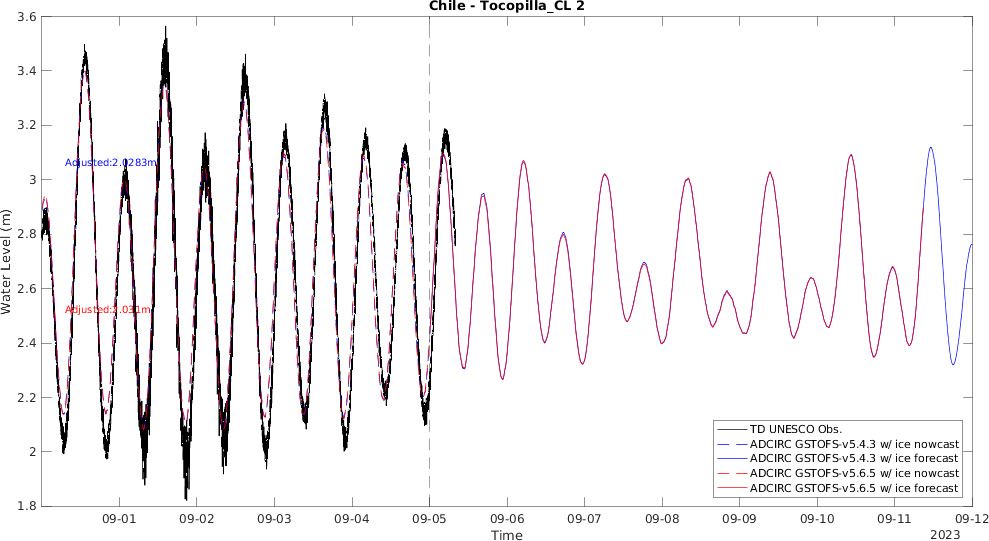 Chile - Tocopilla_CL 2
3.6
3.4
3.2
3
2.8
2.6
2.4
2.2
2
1.8
Water Level (m)
Adjusted:2.0283m
Adjusted:2.031m
TD UNESCO Obs.
ADCIRC GSTOFS-v5.4.3 w/ ice nowcast
ADCIRC GSTOFS-v5.4.3 w/ ice forecast
ADCIRC GSTOFS-v5.6.5 w/ ice nowcast
ADCIRC GSTOFS-v5.6.5 w/ ice forecast
09-01 09-02 09-03 09-04 09-05 09-06 09-07 09-08 09-09 09-10 09-11 09-12
Time
2023